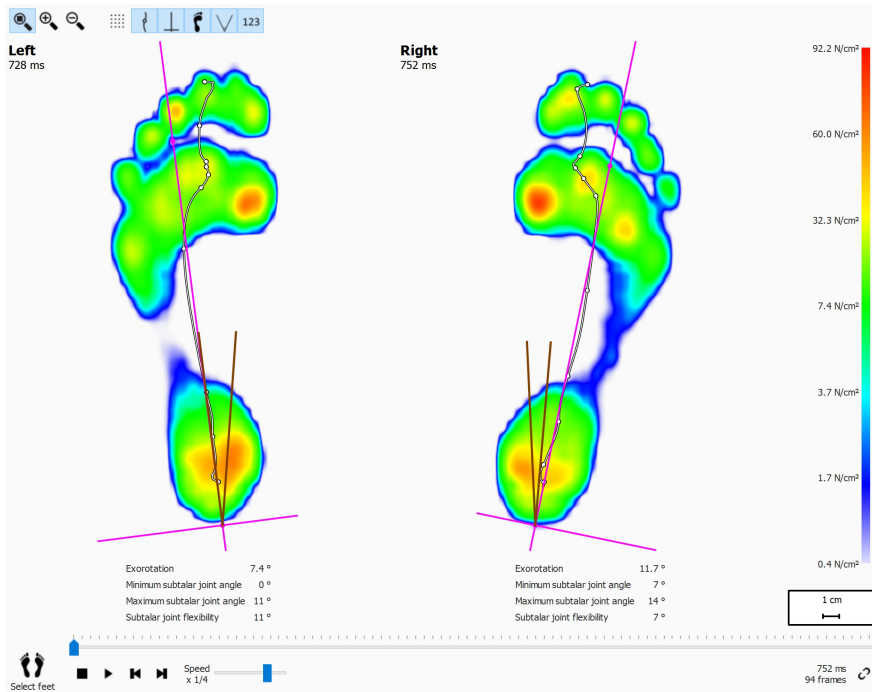 123
Left
728 ms
Right
752 ms
92.2 N/cm²
60.0 N/cm²
32.3 N/cm²
7.4 N/cm²
3.7 N/cm²
1.7 N/cm²
0.4 N/cm²
Exorotation 7.4 °
Minimum subtalar joint angle 0 °
Maximum subtalar joint angle 11 °
Subtalar joint flexibility 11 °
Exorotation 11.7 °
Minimum subtalar joint angle 7 °
Maximum subtalar joint angle 14 °
Subtalar joint flexibility 7 °
1 cm
Select feet
Speed
x 1/4
752 ms
94 frames